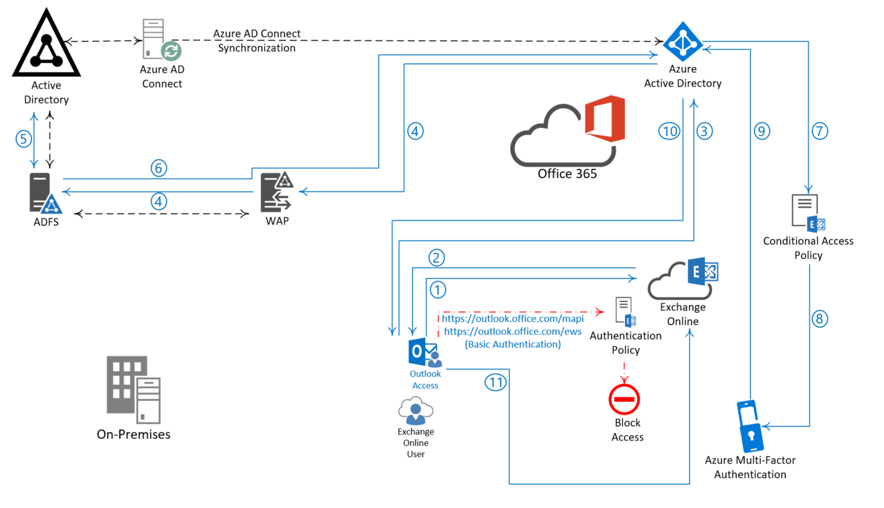 Azure AD Connect
Synchronization
Active
Directory
Azure AD
Connect
Azure
Active Directory
5
4
10
3
9
7
Office 365
6
4
ADFS
WAP
Conditional Access
Policy
2
1
Exchange
Online
https://outlook.office.com/mapi
https://outlook.office.com/ews
(Basic Authentication)
Authentication
Policy
8
Outlook
Access
11
Block
Access
Exchange
Online
User
On-Premises
Azure Multi-Factor
Authentication